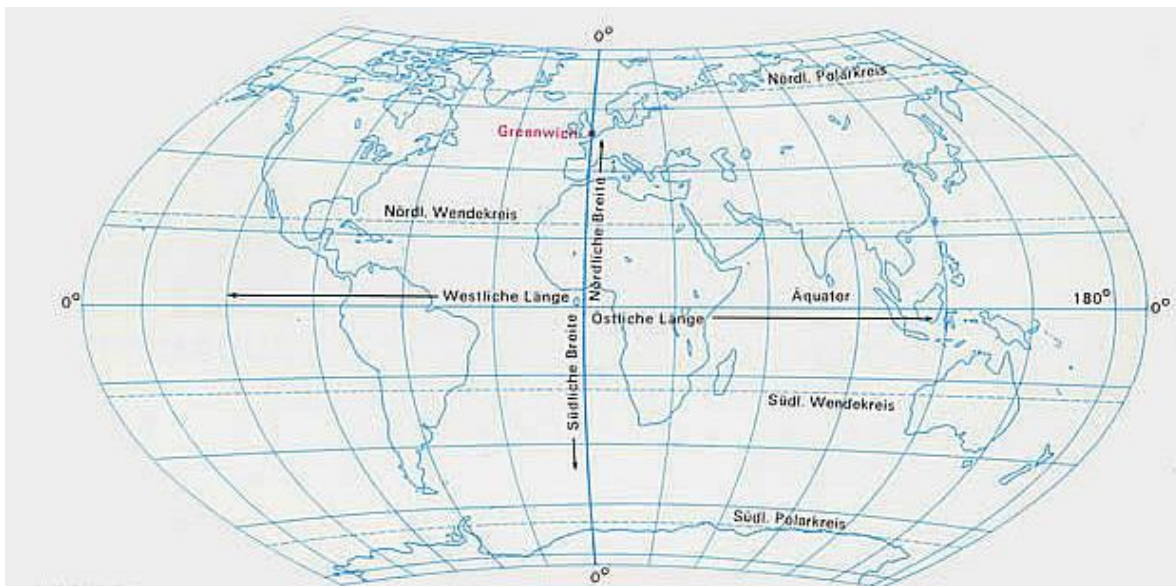 0°
Nördl. Polarkreis
Greenwich
Nördl. Wendekreis
Nördliche Breite
Westliche Länge
Äquator
180°
0°
0°
Östliche Länge
Südliche Breite
Südl. Wendekreis
Südl. Polarkreis
0°